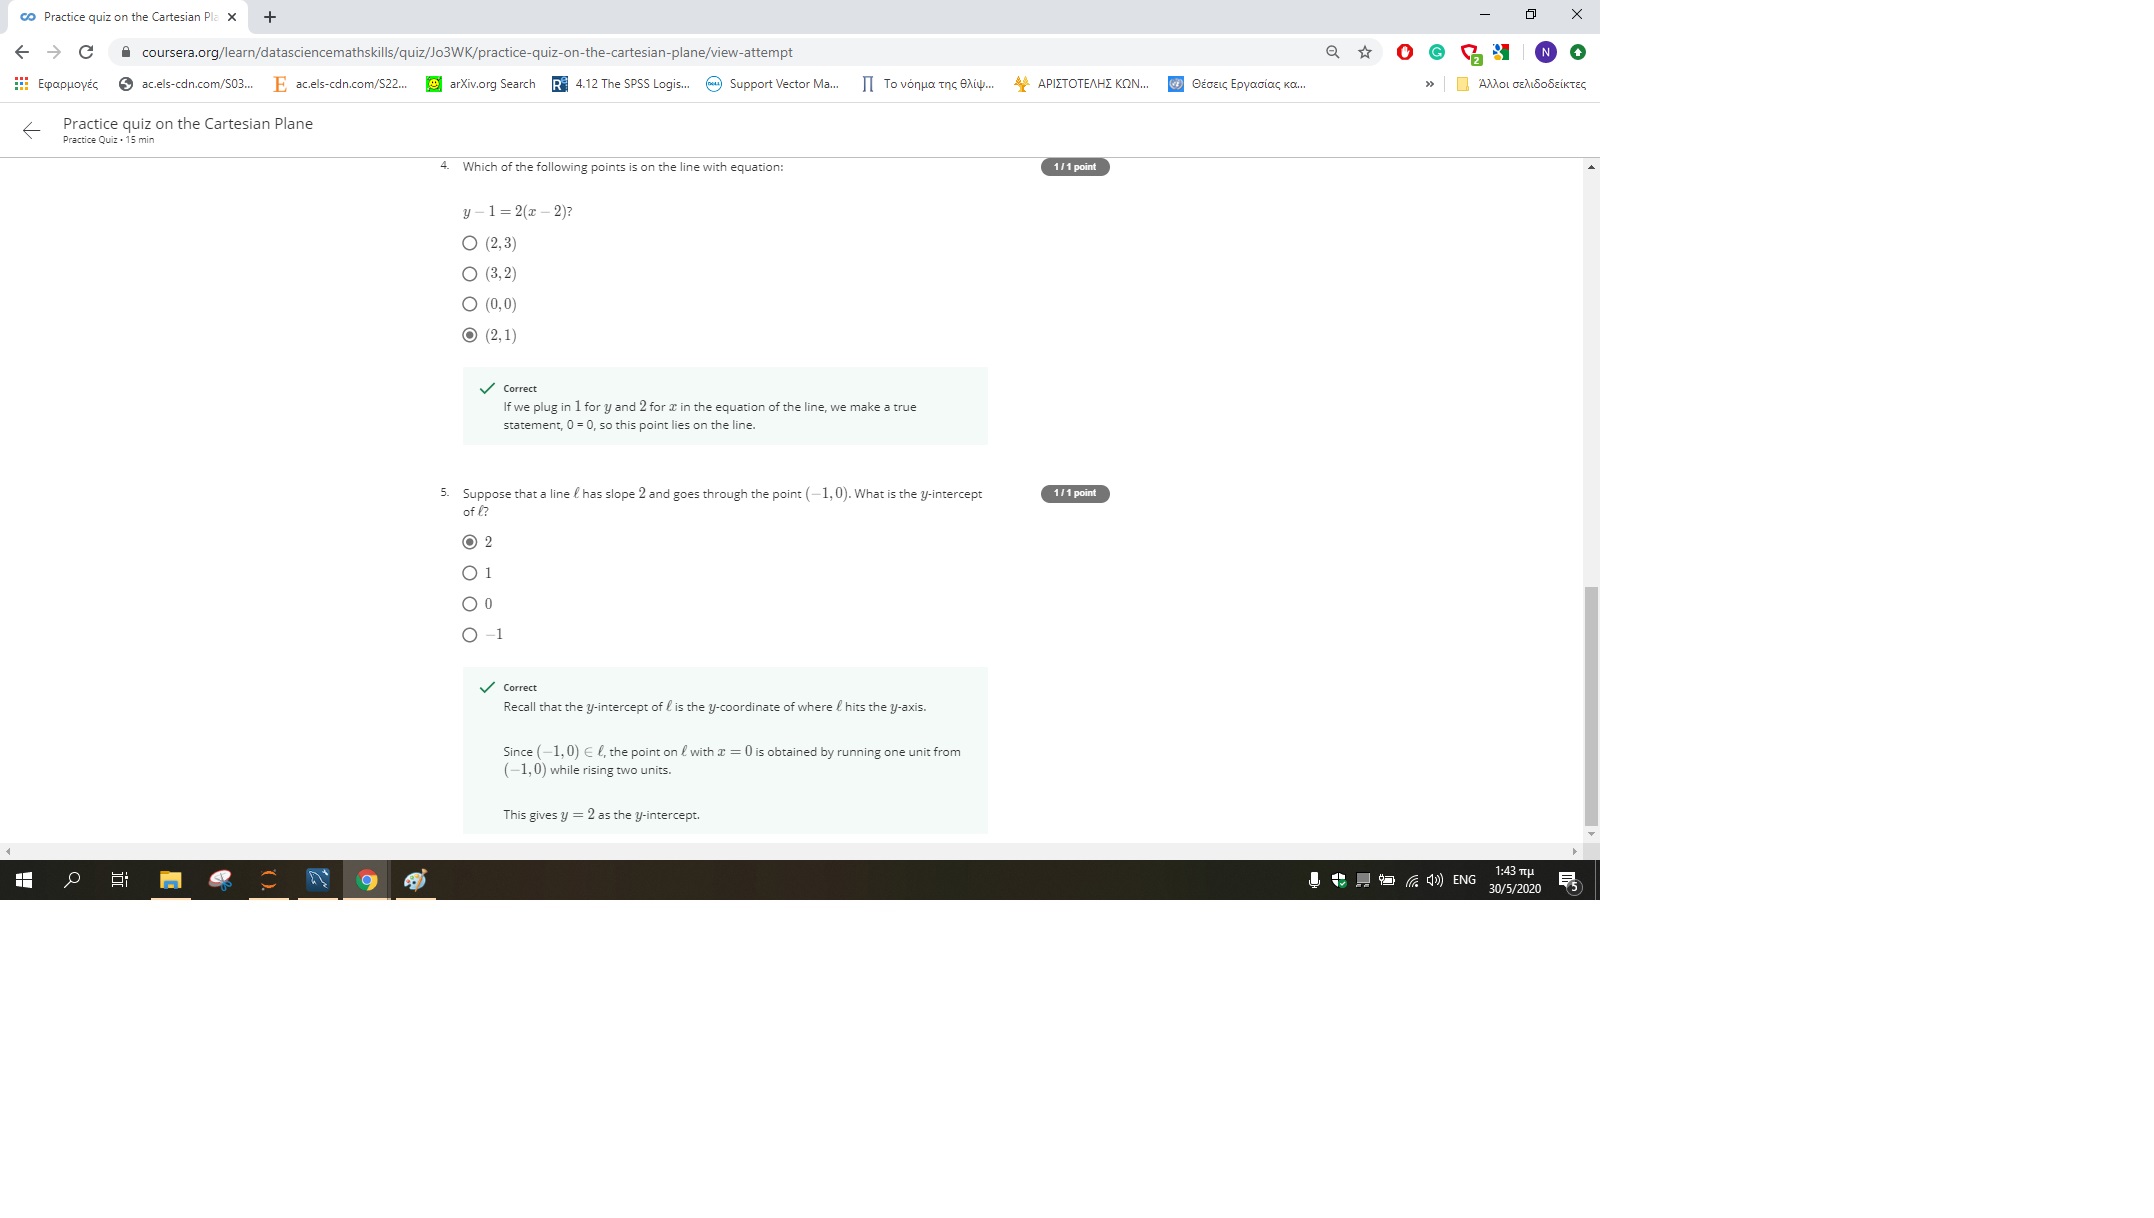 Practice quiz on the Cartesian Pla
coursera.org/learn/datasciencemathskills/quiz/Jo3WK/practice-quiz-on-the-cartesian-plane/view-attempt
2
N
Εφαρμογές ac.els-cdn.com/S03... ac.els-cdn.com/S22... arXiv.org Search 4.12 The SPSS Logis... Support Vector Ma... Το νόημα της θλίψ... ΑΡΙΣΤΟΤΕΛΗΣ ΚΩΝ... Θέσεις Εργασίας κα... » Άλλοι σελιδοδείκτες
Practice quiz on the Cartesian Plane
Practice Quiz • 15 min
4. Which of the following points is on the line with equation: 1 / 1 point
y − 1 = 2(x − 2)?
(2, 3)
(3, 2)
(0, 0)
(2, 1)
Correct
If we plug in 1 for y and 2 for x in the equation of the line, we make a true
statement, 0 = 0, so this point lies on the line.
5. Suppose that a line ℓ has slope 2 and goes through the point (−1, 0). What is the y-intercept 1 / 1 point
of ℓ?
2
1
0
−1
Correct
Recall that the y-intercept of ℓ is the y-coordinate of where ℓ hits the y-axis.
Since (−1, 0) ∈ ℓ, the point on ℓ with x = 0 is obtained by running one unit from
(−1, 0) while rising two units.
This gives y = 2 as the y-intercept.
ENG 1:43 πμ
30/5/2020
5